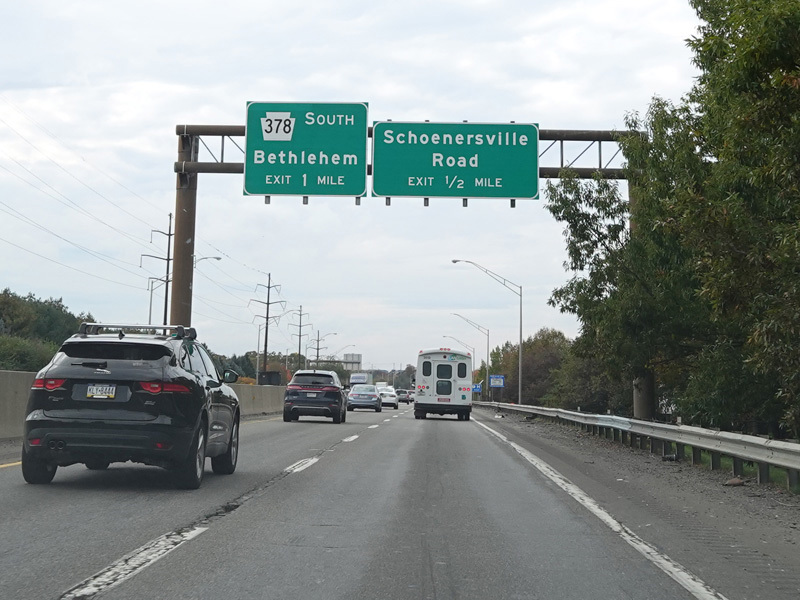 378 SOUTH
Bethlehem
EXIT 1 MILE
Schoenersville
Road
EXIT 1/2 MILE